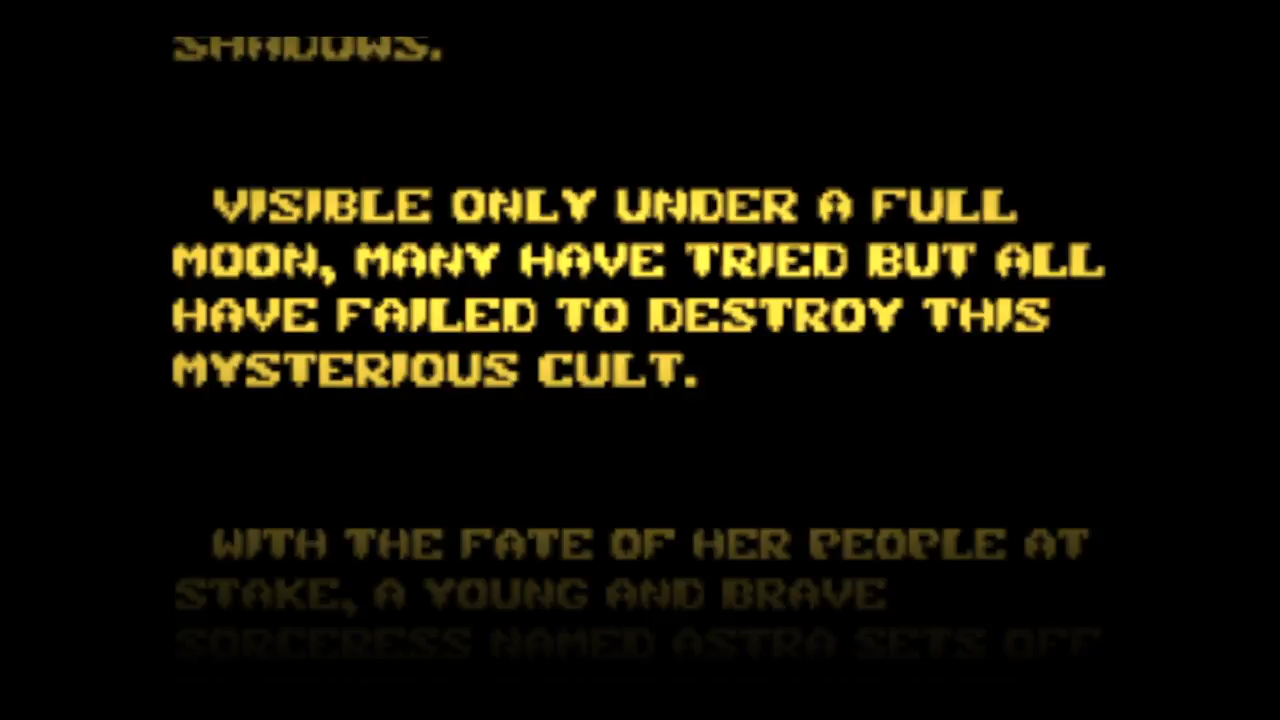 SHADOWS.
VISIBLE ONLY UNDER A FULL
MOON, MANY HAVE TRIED BUT ALL
HAVE FAILED TO DESTROY THIS
MYSTERIOUS CULT.
WITH THE FATE OF HER PEOPLE AT
STAKE, A YOUNG AND BRAVE
SORCERESS NAMED ASTRA SETS OFF